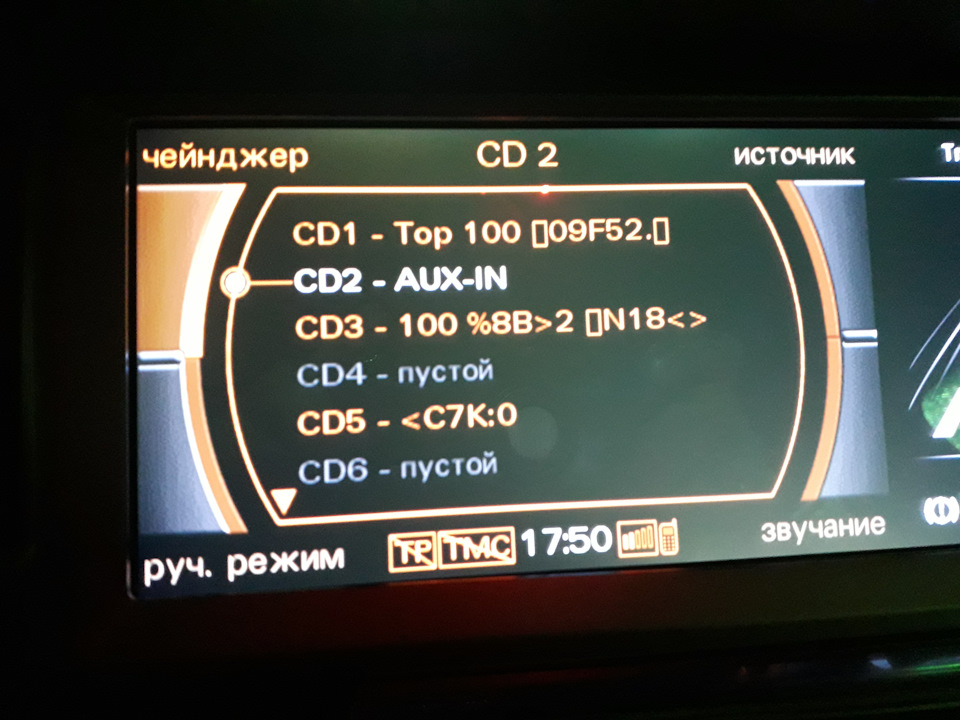 чейнджер CD 2 источник
CD1 - Top 100 ▯09F52.▯
CD2 - AUX-IN
CD3 - 100 %8B>2 ▯N18<>
CD4 - пустой
CD5 - <C7K:0
CD6 - пустой
руч. режим TP TMC 17:50 звучание